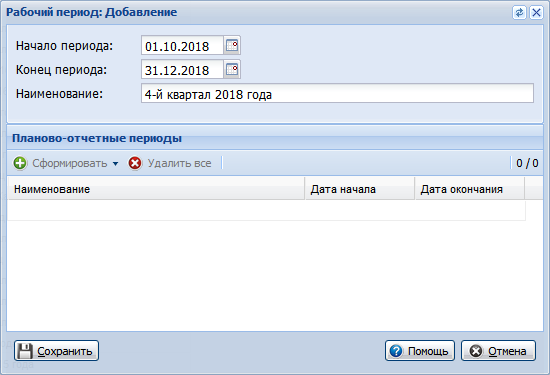 Рабочий период: Добавление
Начало периода: 01.10.2018
Конец периода: 31.12.2018
Наименование: 4-й квартал 2018 года
Планово-отчетные периоды
Сформировать Удалить все 0 / 0
Наименование Дата начала Дата окончания
Сохранить Помощь Отмена